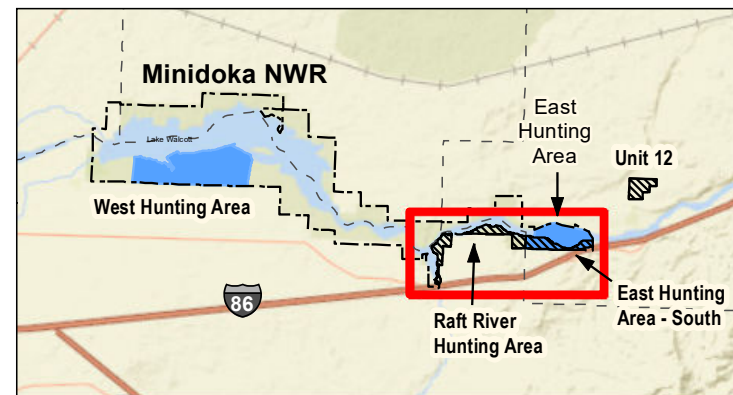 Minidoka NWR
East
Hunting
Area
Unit 12
Lake Walcott
West Hunting Area
86
Raft River
Hunting Area
East Hunting
Area - South